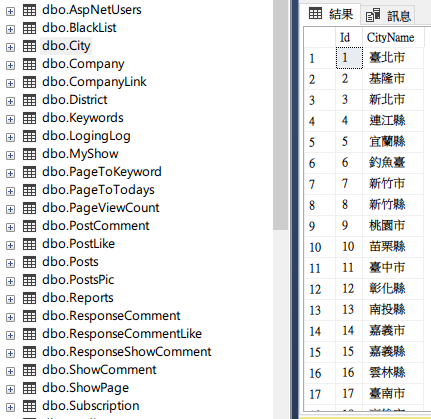 dbo.AspNetUsers
dbo.BlackList
dbo.City
dbo.Company
dbo.CompanyLink
dbo.District
dbo.Keywords
dbo.LogingLog
dbo.MyShow
dbo.PageToKeyword
dbo.PageToTodays
dbo.PageViewCount
dbo.PostComment
dbo.PostLike
dbo.Posts
dbo.PostsPic
dbo.Reports
dbo.ResponseComment
dbo.ResponseCommentLike
dbo.ResponseShowComment
dbo.ShowComment
dbo.ShowPage
dbo.Subscription
結果 訊息
Id CityName
1 1 臺北市
2 2 基隆市
3 3 新北市
4 4 連江縣
5 5 宜蘭縣
6 6 釣魚臺
7 7 新竹市
8 8 新竹縣
9 9 桃園市
10 10 苗栗縣
11 11 臺中市
12 12 彰化縣
13 13 南投縣
14 14 嘉義市
15 15 嘉義縣
16 16 雲林縣
17 17 臺南市